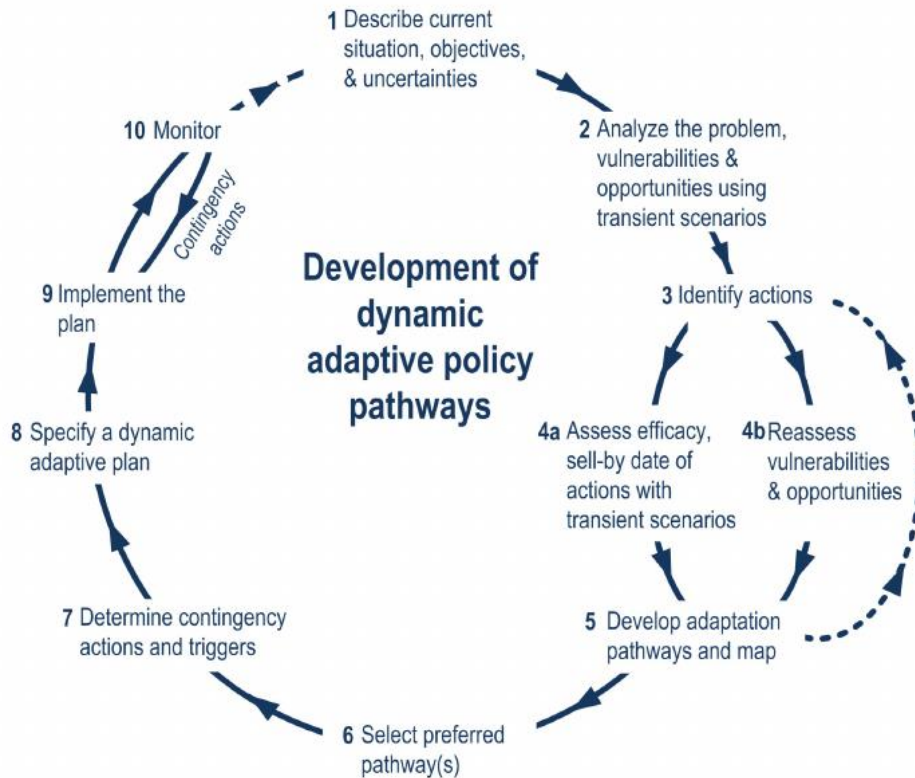 1 Describe current
situation, objectives,
& uncertainties
2 Analyze the problem,
vulnerabilities &
opportunities using
transient scenarios
3 Identify actions
4a Assess efficacy,
sell-by date of
actions with
transient scenarios
4b Reassess
vulnerabilities
& opportunities
5 Develop adaptation
pathways and map
6 Select preferred
pathway(s)
7 Determine contingency
actions and triggers
8 Specify a dynamic
adaptive plan
9 Implement the
plan
10 Monitor
Contingency
actions
Development of
dynamic
adaptive policy
pathways